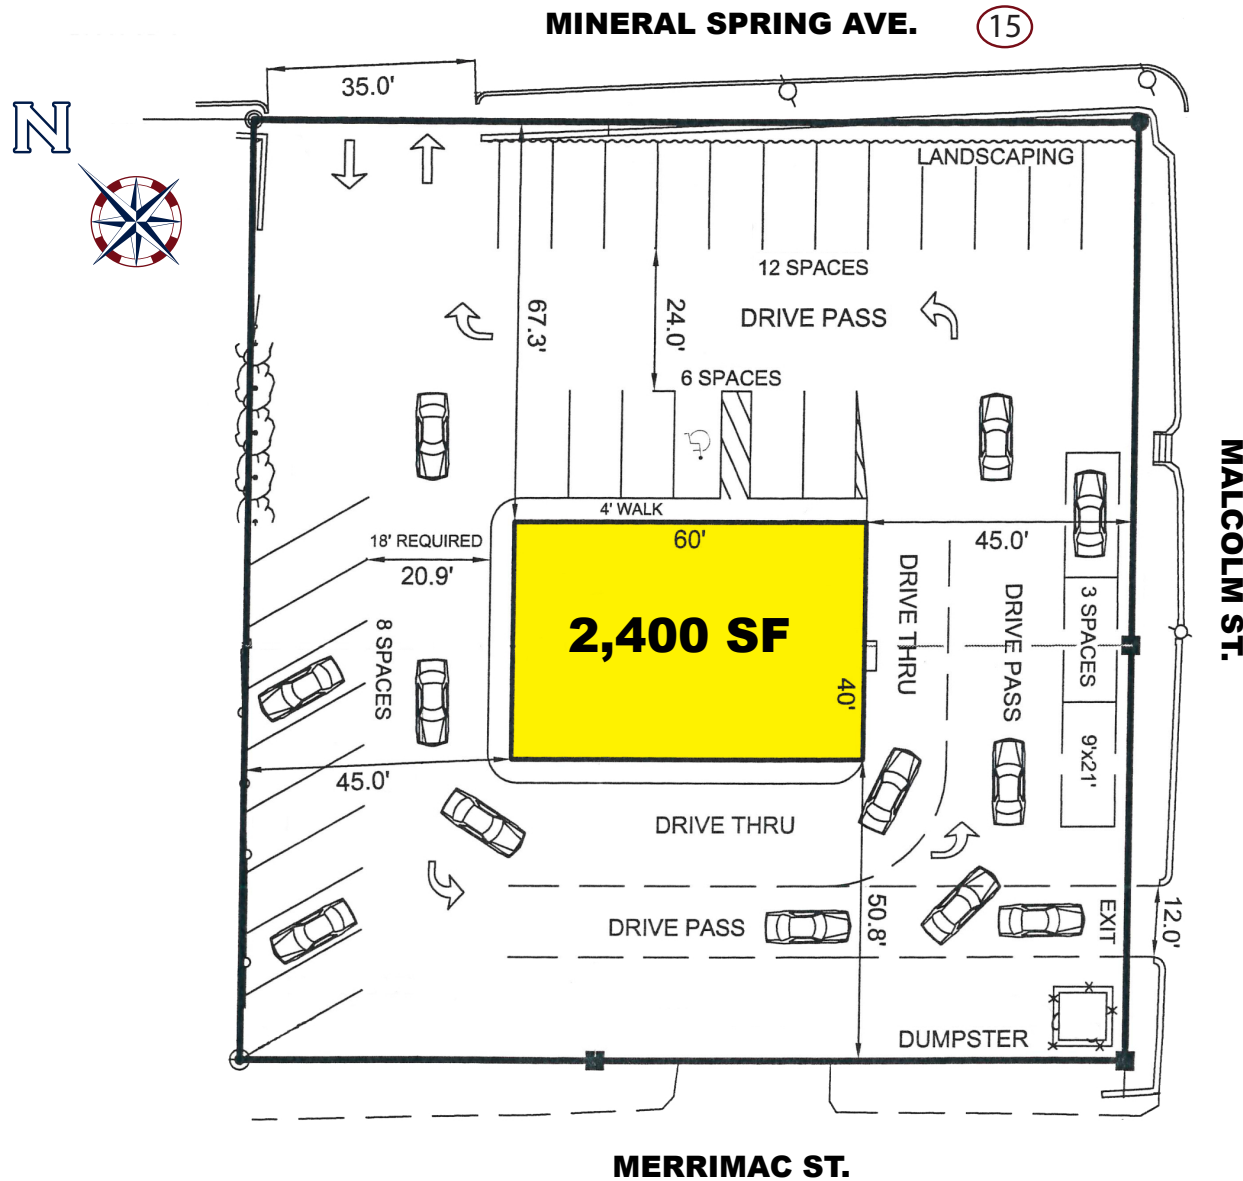 MINERAL SPRING AVE.
15
35.0'
N
LANDSCAPING
12 SPACES
67.3'
24.0'
DRIVE PASS
6 SPACES
4' WALK
60'
18' REQUIRED
20.9'
45.0'
2,400 SF
40'
DRIVE THRU
DRIVE PASS
3 SPACES
9'x21'
MALCOLM ST.
8 SPACES
45.0'
DRIVE THRU
DRIVE PASS
50.8'
EXIT
12.0'
DUMPSTER
MERRIMAC ST.